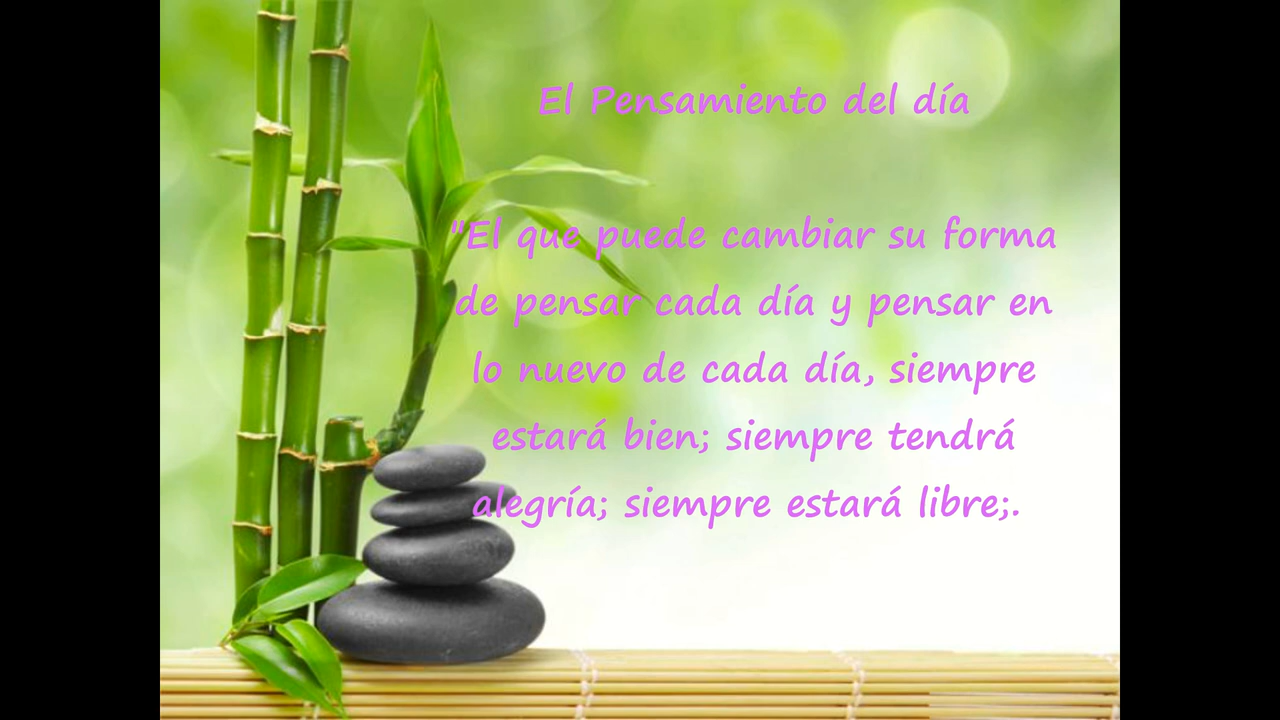 El Pensamiento del día
"El que puede cambiar su forma
de pensar cada día y pensar en
lo nuevo de cada día, siempre
estará bien; siempre tendrá
alegría; siempre estará libre;.